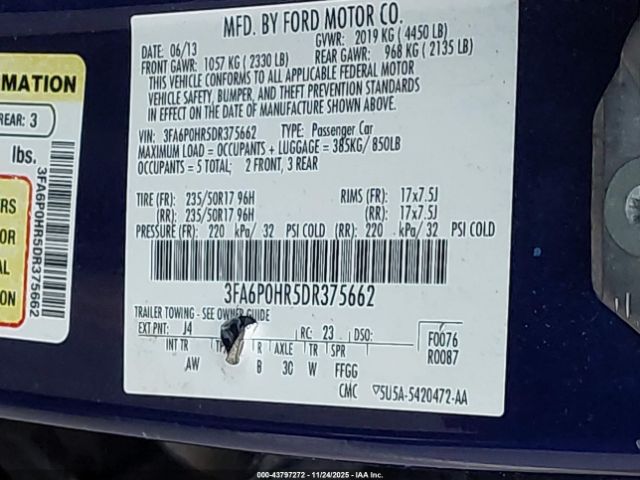 MFD. BY FORD MOTOR CO.
DATE: 06/13 GVWR: 2019 KG ( 4450 LB)
FRONT GAWR: 1057 KG ( 2330 LB) REAR GAWR: 968 KG ( 2135 LB)
THIS VEHICLE CONFORMS TO ALL APPLICABLE FEDERAL MOTOR
VEHICLE SAFETY, BUMPER, AND THEFT PREVENTION STANDARDS
IN EFFECT ON THE DATE OF MANUFACTURE SHOWN ABOVE.
VIN: 3FA6P0HR5DR375662 TYPE: Passenger Car
MAXIMUM LOAD = OCCUPANTS + LUGGAGE = 385KG/ 850LB
OCCUPANTS = 5 TOTAL; 2 FRONT, 3 REAR
TIRE (FR): 235/50R17 96H RIMS (FR): 17x7.5J
(RR): 235/50R17 96H (RR): 17x7.5J
PRESSURE (FR): 220 kPa/ 32 PSI COLD (RR): 220 kPa/ 32 PSI COLD
3FA6P0HR5DR375662
TRAILER TOWING - SEE OWNER GUIDE
EXT PNT: J4 RC: 23 DSO:
INT TR R AXLE TR SPR
AW B 30 W FFGG
F0076
R0087
CMC 5U5A-5420472-AA
RMATION
REAR: 3
lbs.
3FA6P0HR5DR375662
ERS
OR
AL
ON
000-43797272 - 11/24/2025 - IAA Inc.